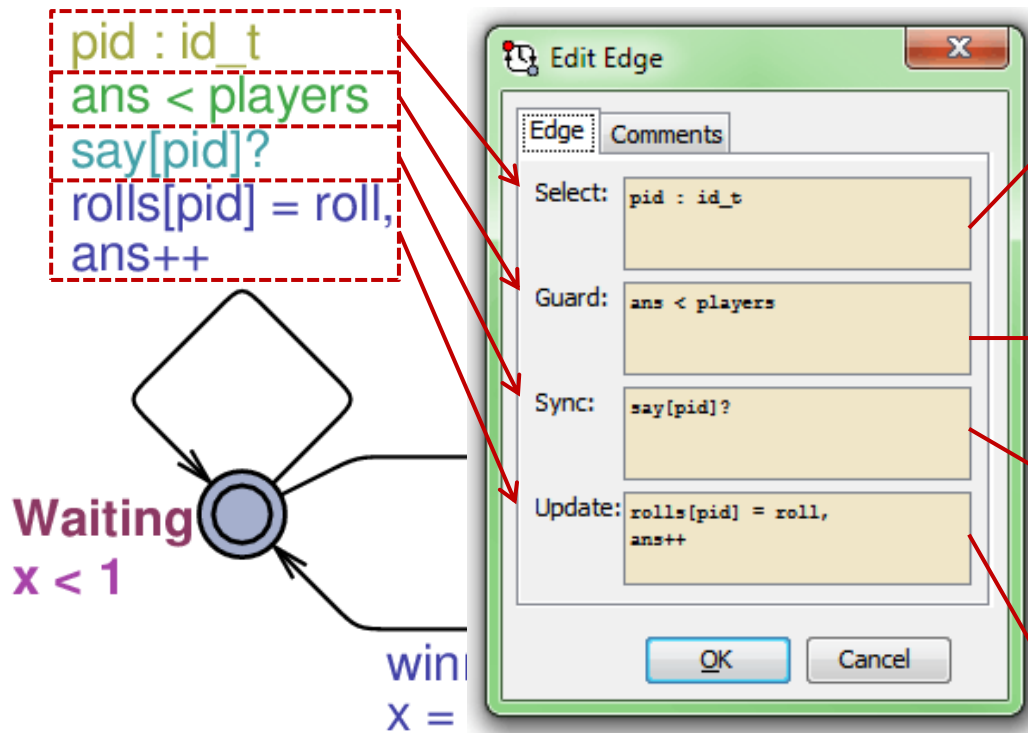 pid : id_t
ans < players
say[pid]?
rolls[pid] = roll,
ans++
Waiting
x < 1
x =
Edit Edge
Edge
Comments
Select:
pid : id_t
Guard:
ans < players
Sync:
say[pid]?
Update:
rolls[pid] = roll,
ans++
OK
Cancel